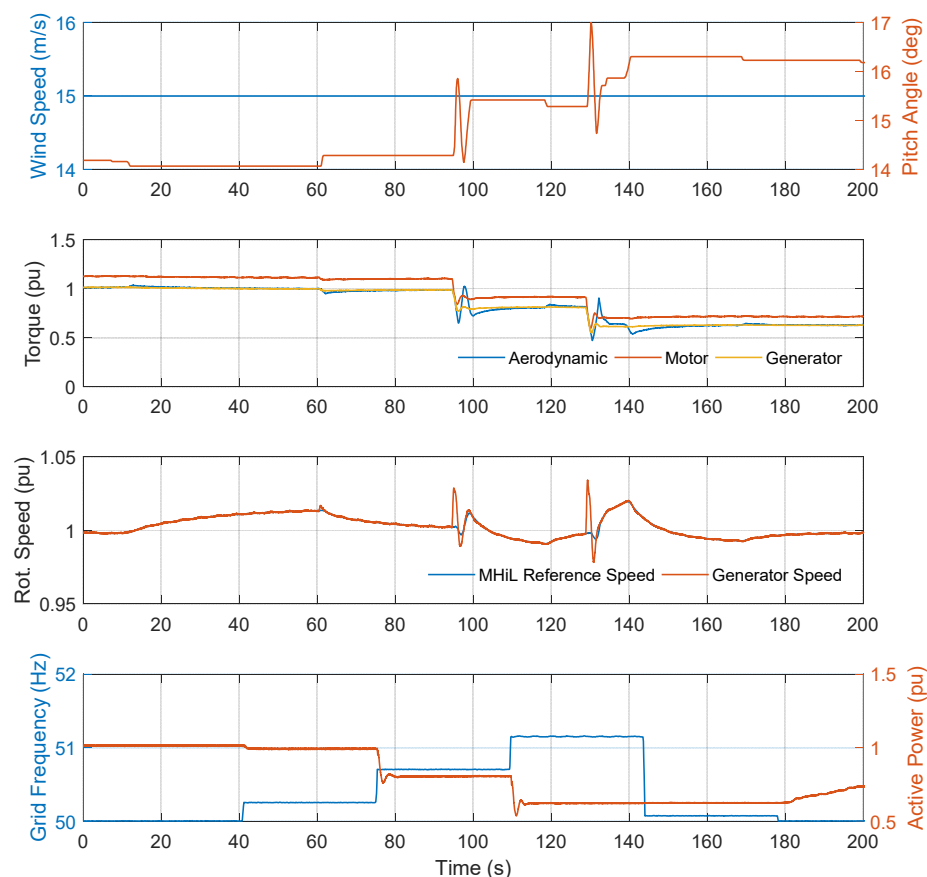 Wind Speed (m/s)
16
15
14
17
16
15
14
Pitch Angle (deg)
0 20 40 60 80 100 120 140 160 180 200
Torque (pu)
1.5
1
0.5
0
Aerodynamic Motor Generator
0 20 40 60 80 100 120 140 160 180 200
Rot. Speed (pu)
1.05
1
0.95
MHiL Reference Speed Generator Speed
0 20 40 60 80 100 120 140 160 180 200
Grid Frequency (Hz)
52
51
50
1.5
1
0.5
Active Power (pu)
0 20 40 60 80 100 120 140 160 180 200
Time (s)